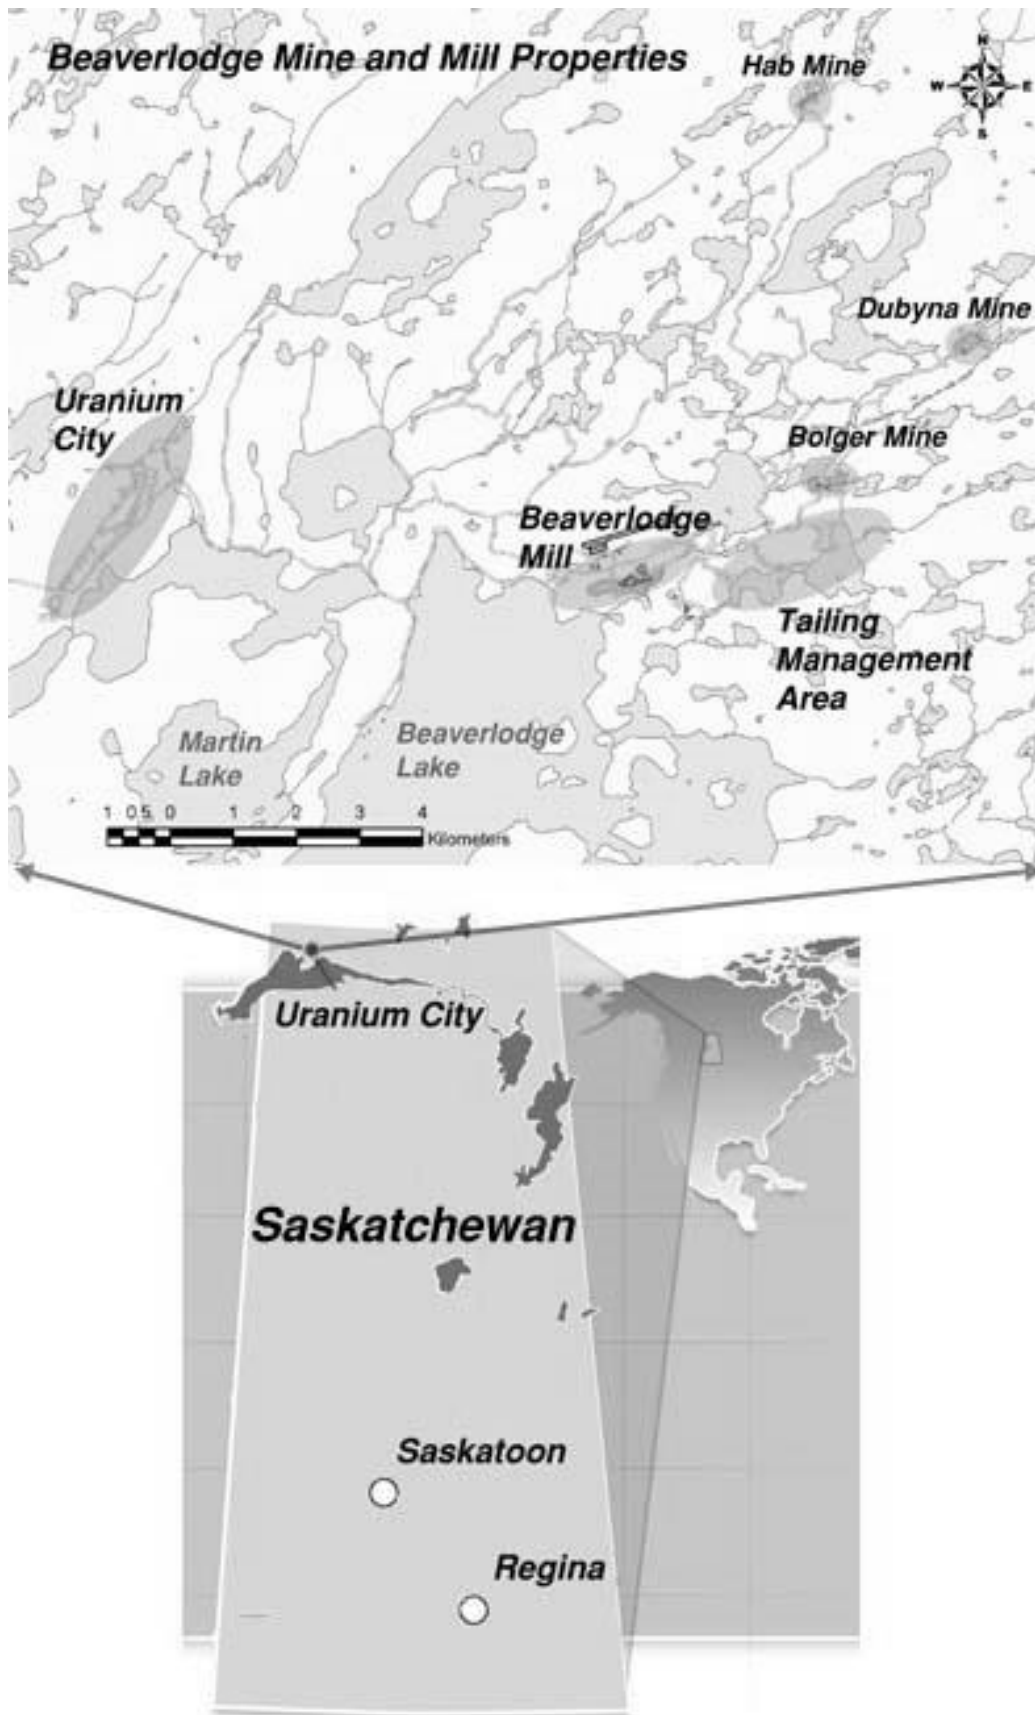 Beaverlodge Mine and Mill Properties
Hab Mine
N
W E
S
Dubyna Mine
Uranium
City
Bolger Mine
Beaverlodge
Mill
Tailing
Management
Area
Martin
Lake
Beaverlodge
Lake
1 0.5 0 1 2 3 4
Kilometers
Uranium City
Saskatchewan
Saskatoon
Regina